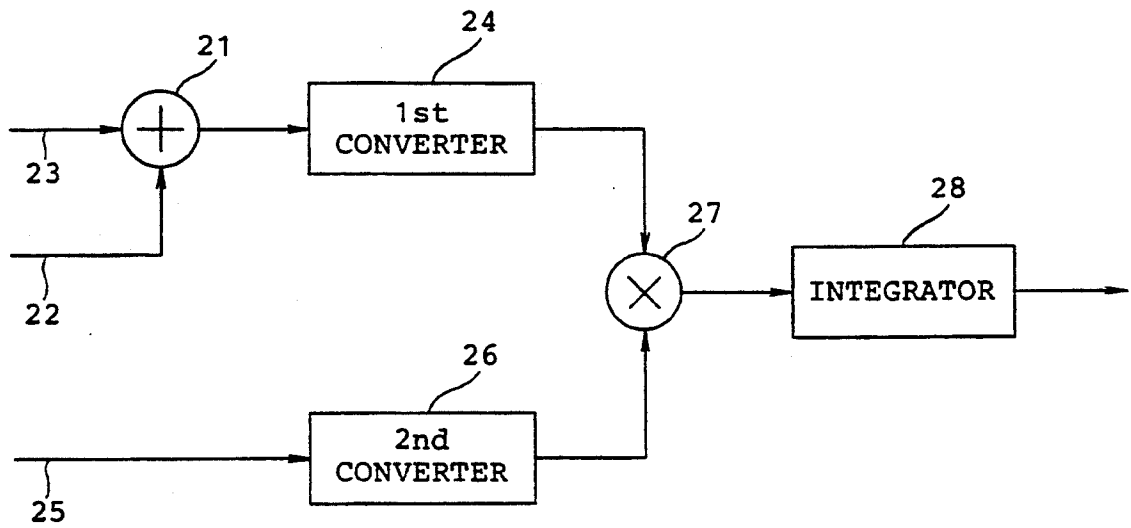 24
21
1st
CONVERTER
23
28
27
22
INTEGRATOR
26
2nd
CONVERTER
25